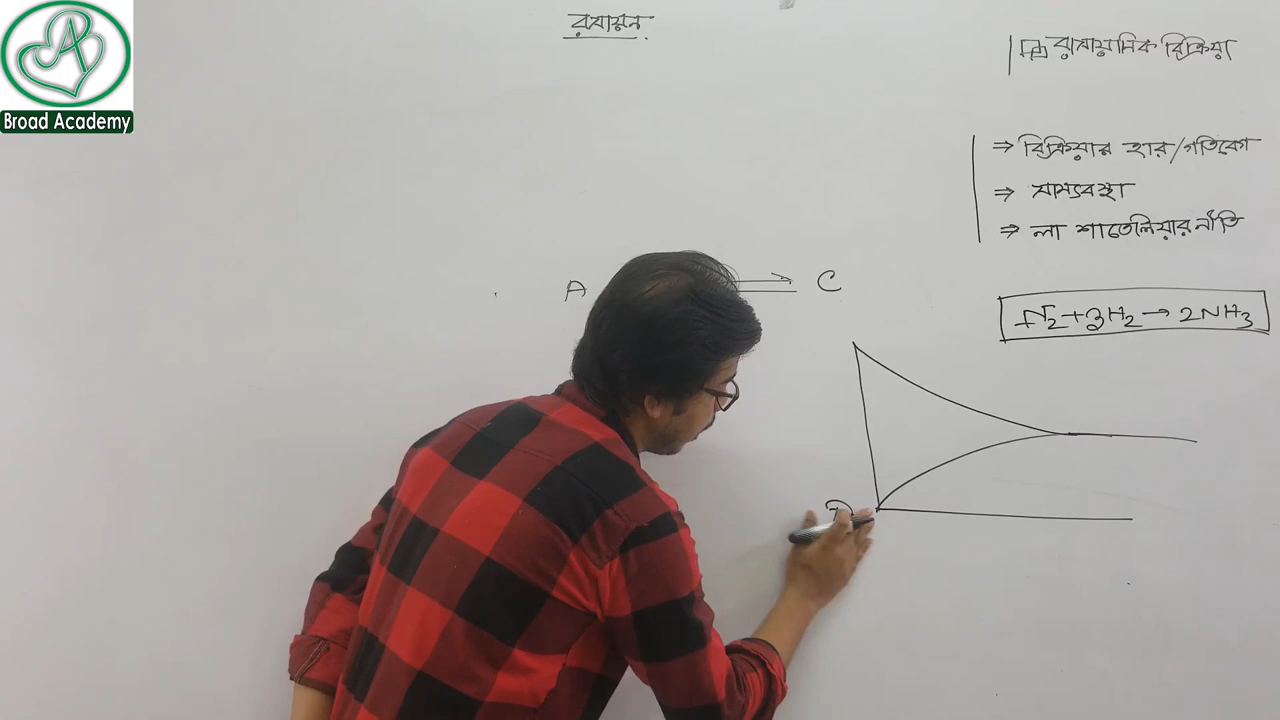 Broad Academy
রসায়ন
রাসায়নিক বিক্রিয়া
⇒ বিক্রিয়ার হার/গতিবেগ
⇒ সাম্যবস্থা
⇒ লা শাতেলিয়ার নীতি
A C
N₂+3H₂→2NH₃